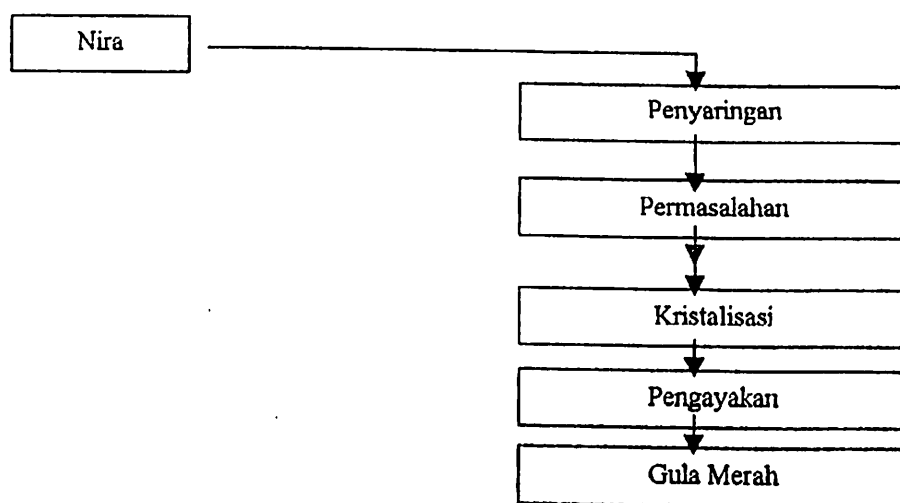 Nira
Penyaringan
Permasalahan
Kristalisasi
Pengayakan
Gula Merah